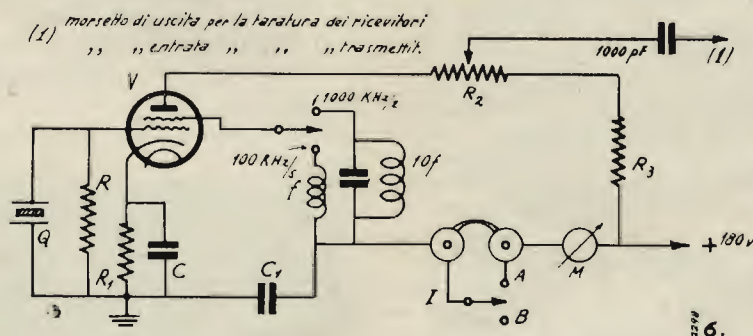 (1) morsetto di uscita per la taratura dei ricevitori
,, ,, entrata ,, ,, ,, trasmettit.
1000 pF
(1)
V
R2
1000 KHz/s
100 KHz/s
f
10f
R3
R
Q
R1
C
C1
I
A
B
M
+180V
6.